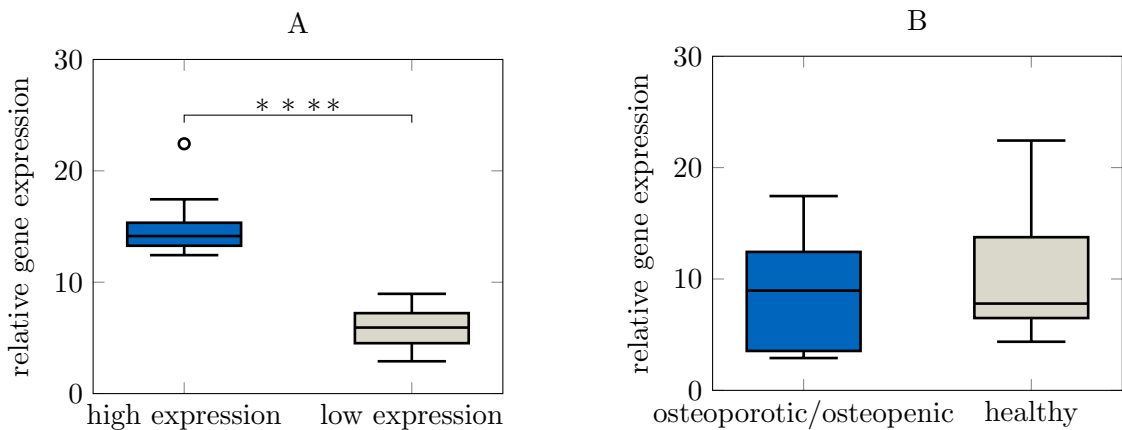 A
relative gene expression
30
20
10
0
* * **
high expression
low expression
B
relative gene expression
30
20
10
0
osteoporotic/osteopenic
healthy